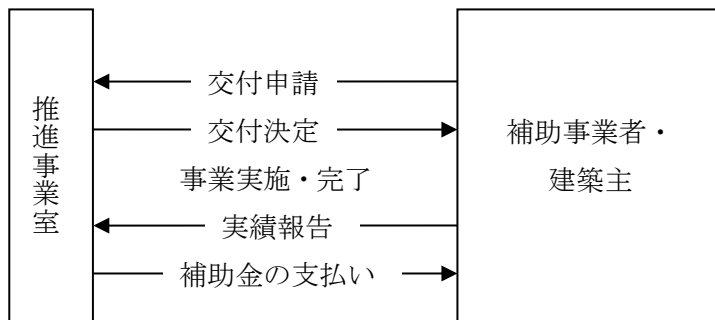 推進事業室
交付申請
交付決定
事業実施・完了
実績報告
補助金の支払い
補助事業者・
建築主